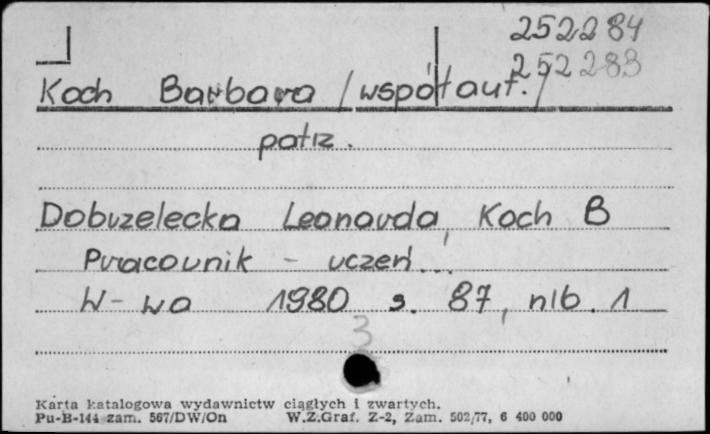 252284
252283
Koch Barbara /współaut./
patrz.
Dobrzelecka Leonarda, Koch B
Pracownik - uczeń...
W-wa 1980 s. 87, nlb. 1
3
Karta katalogowa wydawnictw ciągłych i zwartych.
Pu-B-144 zam. 567/DW/On W.Z.Graf. Z-2, Zam. 502/77, 6 400 000